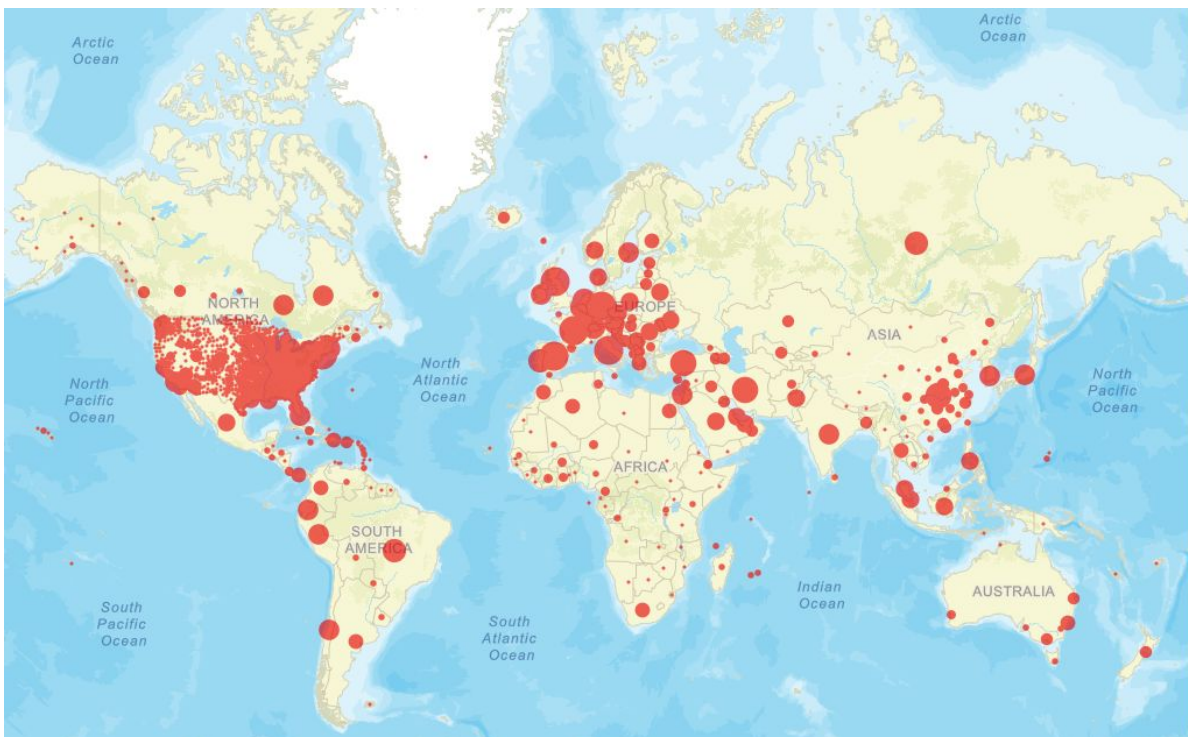 Arctic
Ocean
Arctic
Ocean
NORTH
AMERICA
EUROPE
ASIA
North
Pacific
Ocean
North
Atlantic
Ocean
North
Pacific
Ocean
AFRICA
SOUTH
AMERICA
South
Pacific
Ocean
South
Atlantic
Ocean
Indian
Ocean
AUSTRALIA